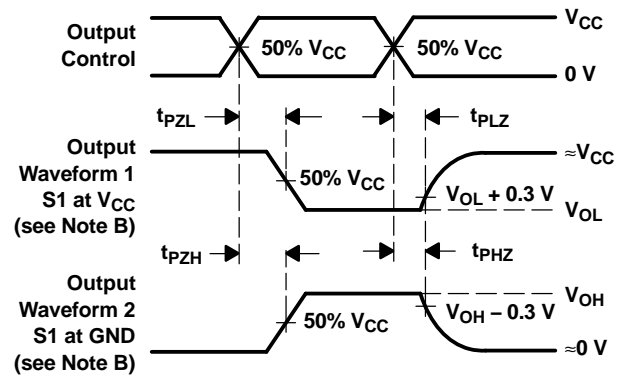 Output
Control
50% VCC
50% VCC
VCC
0 V
tPZL
tPLZ
Output
Waveform 1
S1 at VCC
(see Note B)
50% VCC
≈VCC
VOL + 0.3 V
VOL
tPZH
tPHZ
Output
Waveform 2
S1 at GND
(see Note B)
50% VCC
VOH
VOH – 0.3 V
≈0 V